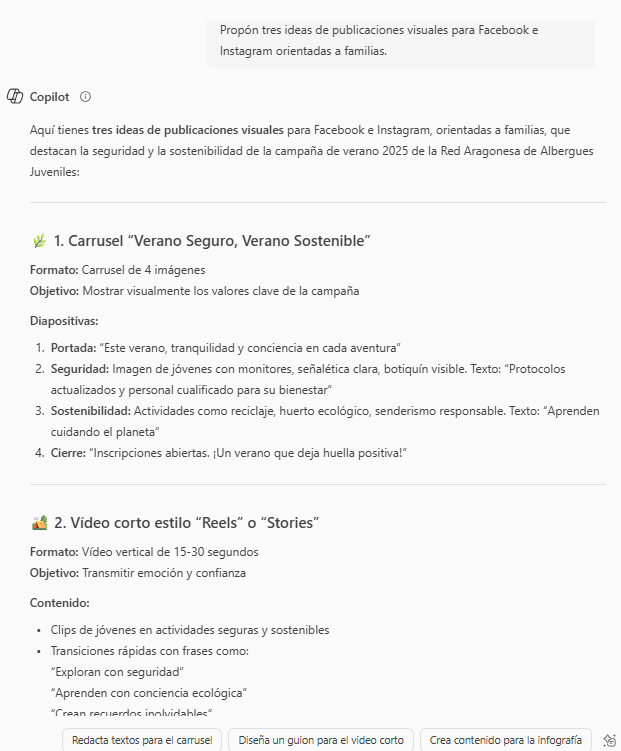 Propón tres ideas de publicaciones visuales para Facebook e
Instagram orientadas a familias.
Copilot
Aquí tienes tres ideas de publicaciones visuales para Facebook e Instagram, orientadas a familias, que
destacan la seguridad y la sostenibilidad de la campaña de verano 2025 de la Red Aragonesa de Albergues
Juveniles:
1. Carrusel “Verano Seguro, Verano Sostenible”
Formato: Carrusel de 4 imágenes
Objetivo: Mostrar visualmente los valores clave de la campaña
Diapositivas:
1. Portada: “Este verano, tranquilidad y conciencia en cada aventura”
2. Seguridad: Imagen de jóvenes con monitores, señalética clara, botiquín visible. Texto: “Protocolos
actualizados y personal cualificado para su bienestar”
3. Sostenibilidad: Actividades como reciclaje, huerto ecológico, senderismo responsable. Texto: “Aprenden
cuidando el planeta”
4. Cierre: “Inscripciones abiertas. ¡Un verano que deja huella positiva!”
2. Vídeo corto estilo “Reels” o “Stories”
Formato: Vídeo vertical de 15-30 segundos
Objetivo: Transmitir emoción y confianza
Contenido:
• Clips de jóvenes en actividades seguras y sostenibles
• Transiciones rápidas con frases como:
“Exploran con seguridad”
“Aprenden con conciencia ecológica”
“Crean recuerdos inolvidables”
Redacta textos para el carrusel Diseña un guion para el video corto Crea contenido para la infografía